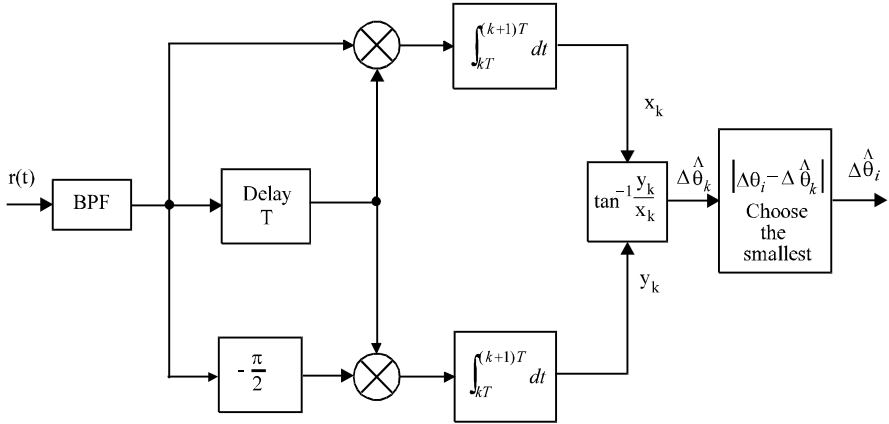 r(t)
BPF
∫_{kT}^{(k+1)T} dt
x_k
Delay
T
tan⁻¹ y_k/x_k
Δθ̂_k
|Δθ_i − Δθ̂_k|
Choose
the
smallest
Δθ̂_i
y_k
- π/2
∫_{kT}^{(k+1)T} dt